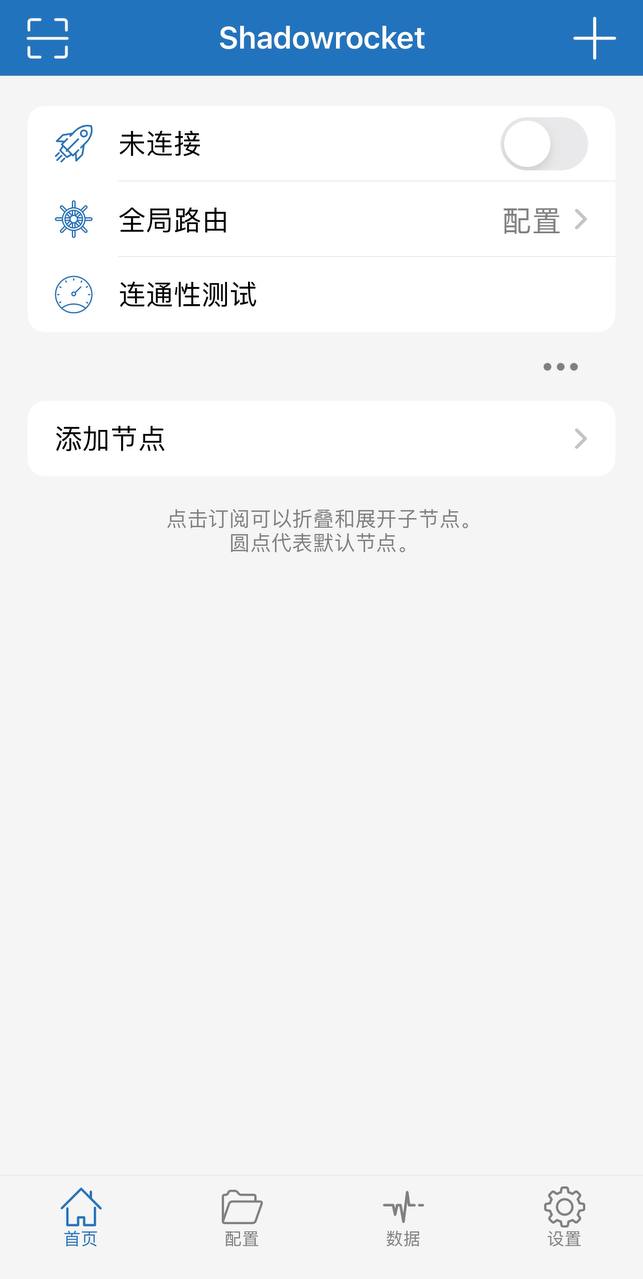 Shadowrocket
未连接
全局路由
配置
连通性测试
添加节点
点击订阅可以折叠和展开子节点。
圆点代表默认节点。
首页
配置
数据
设置